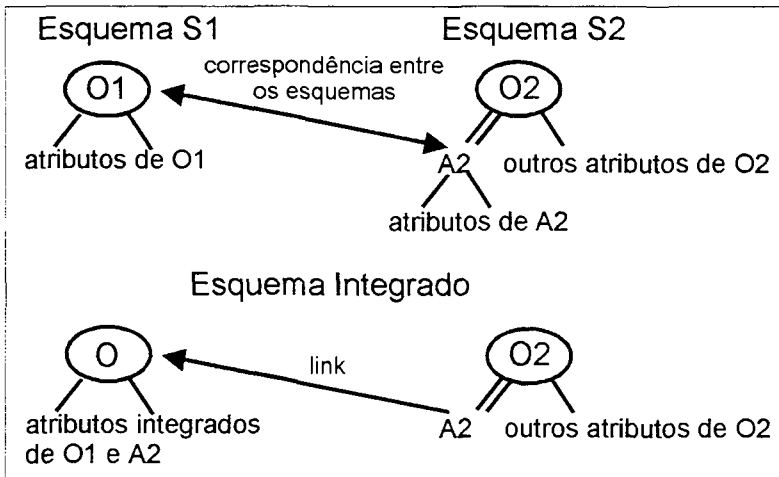 Esquema S1
Esquema S2
correspondência entre
os esquemas
O1
O2
atributos de O1
A2
outros atributos de O2
atributos de A2
Esquema Integrado
O
link
O2
atributos integrados
de O1 e A2
A2
outros atributos de O2